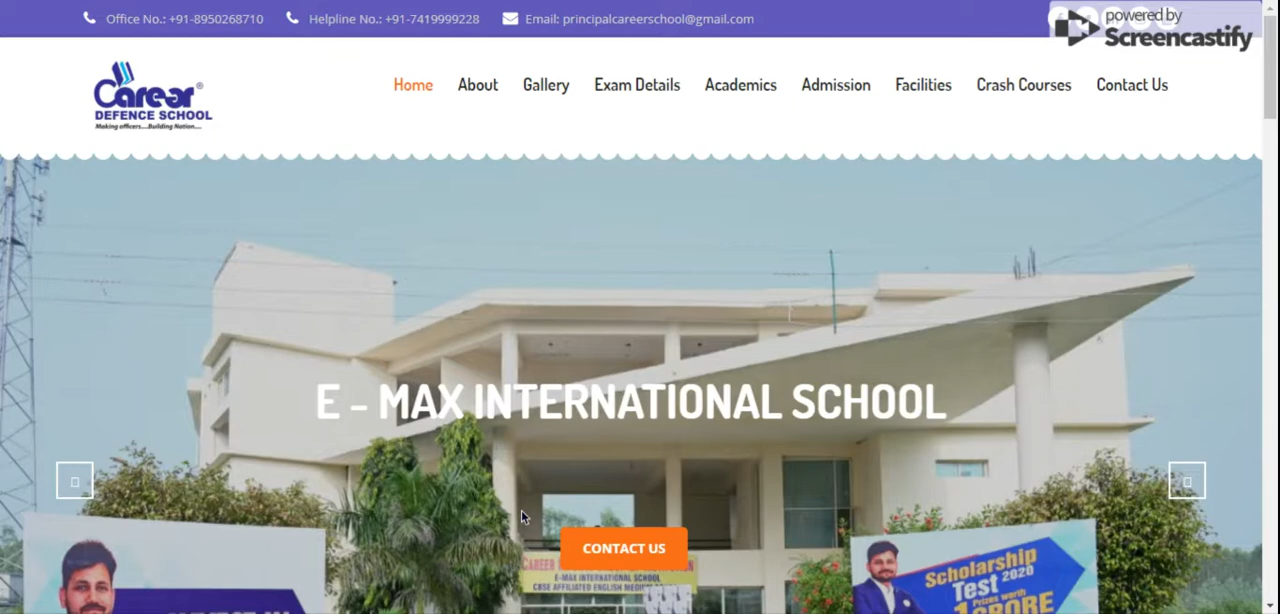 Office No.: +91-8950268710
Helpline No.: +91-7419999228
Email: principalcareerschool@gmail.com
powered by
Screencastify
Career®
DEFENCE SCHOOL
Making officers....Building Nation....
Home
About
Gallery
Exam Details
Academics
Admission
Facilities
Crash Courses
Contact Us
E - MAX INTERNATIONAL SCHOOL
CONTACT US
CAREER
E-MAX INTERNATIONAL SCHOOL
CBSE AFFILIATED ENGLISH
Scholarship
Test 2020
Prizes worth
1 CRORE